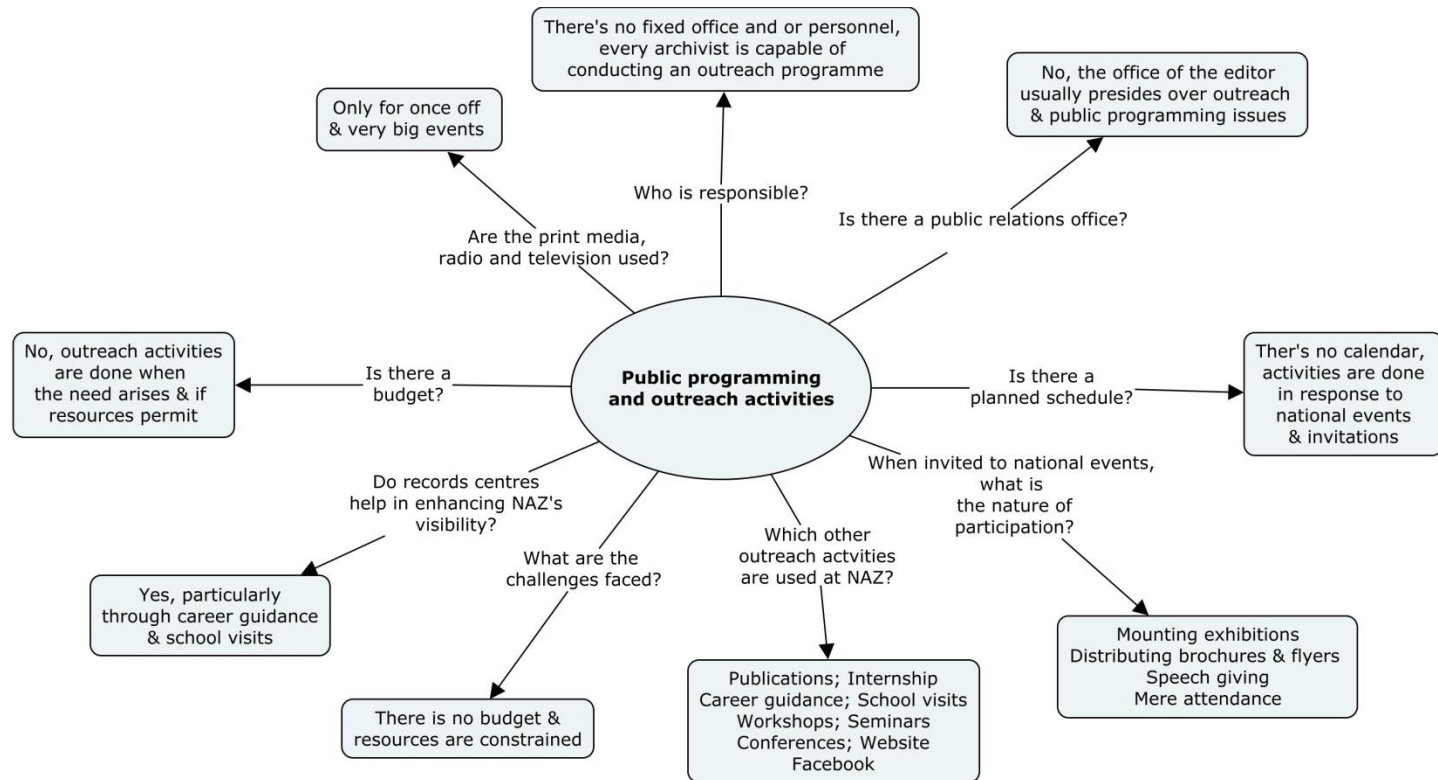 There's no fixed office and or personnel,
every archivist is capable of
conducting an outreach programme
No, the office of the editor
usually presides over outreach
& public programming issues
Only for once off
& very big events
Who is responsible?
Is there a public relations office?
Are the print media,
radio and television used?
No, outreach activities
are done when
the need arises & if
resources permit
Is there a
budget?
Public programming
and outreach activities
Is there a
planned schedule?
Ther's no calendar,
activities are done
in response to
national events
& invitations
Do records centres
help in enhancing NAZ's
visibility?
What are the
challenges faced?
Which other
outreach actvities
are used at NAZ?
When invited to national events,
what is
the nature of
participation?
Yes, particularly
through career guidance
& school visits
There is no budget &
resources are constrained
Publications; Internship
Career guidance; School visits
Workshops; Seminars
Conferences; Website
Facebook
Mounting exhibitions
Distributing brochures & flyers
Speech giving
Mere attendance